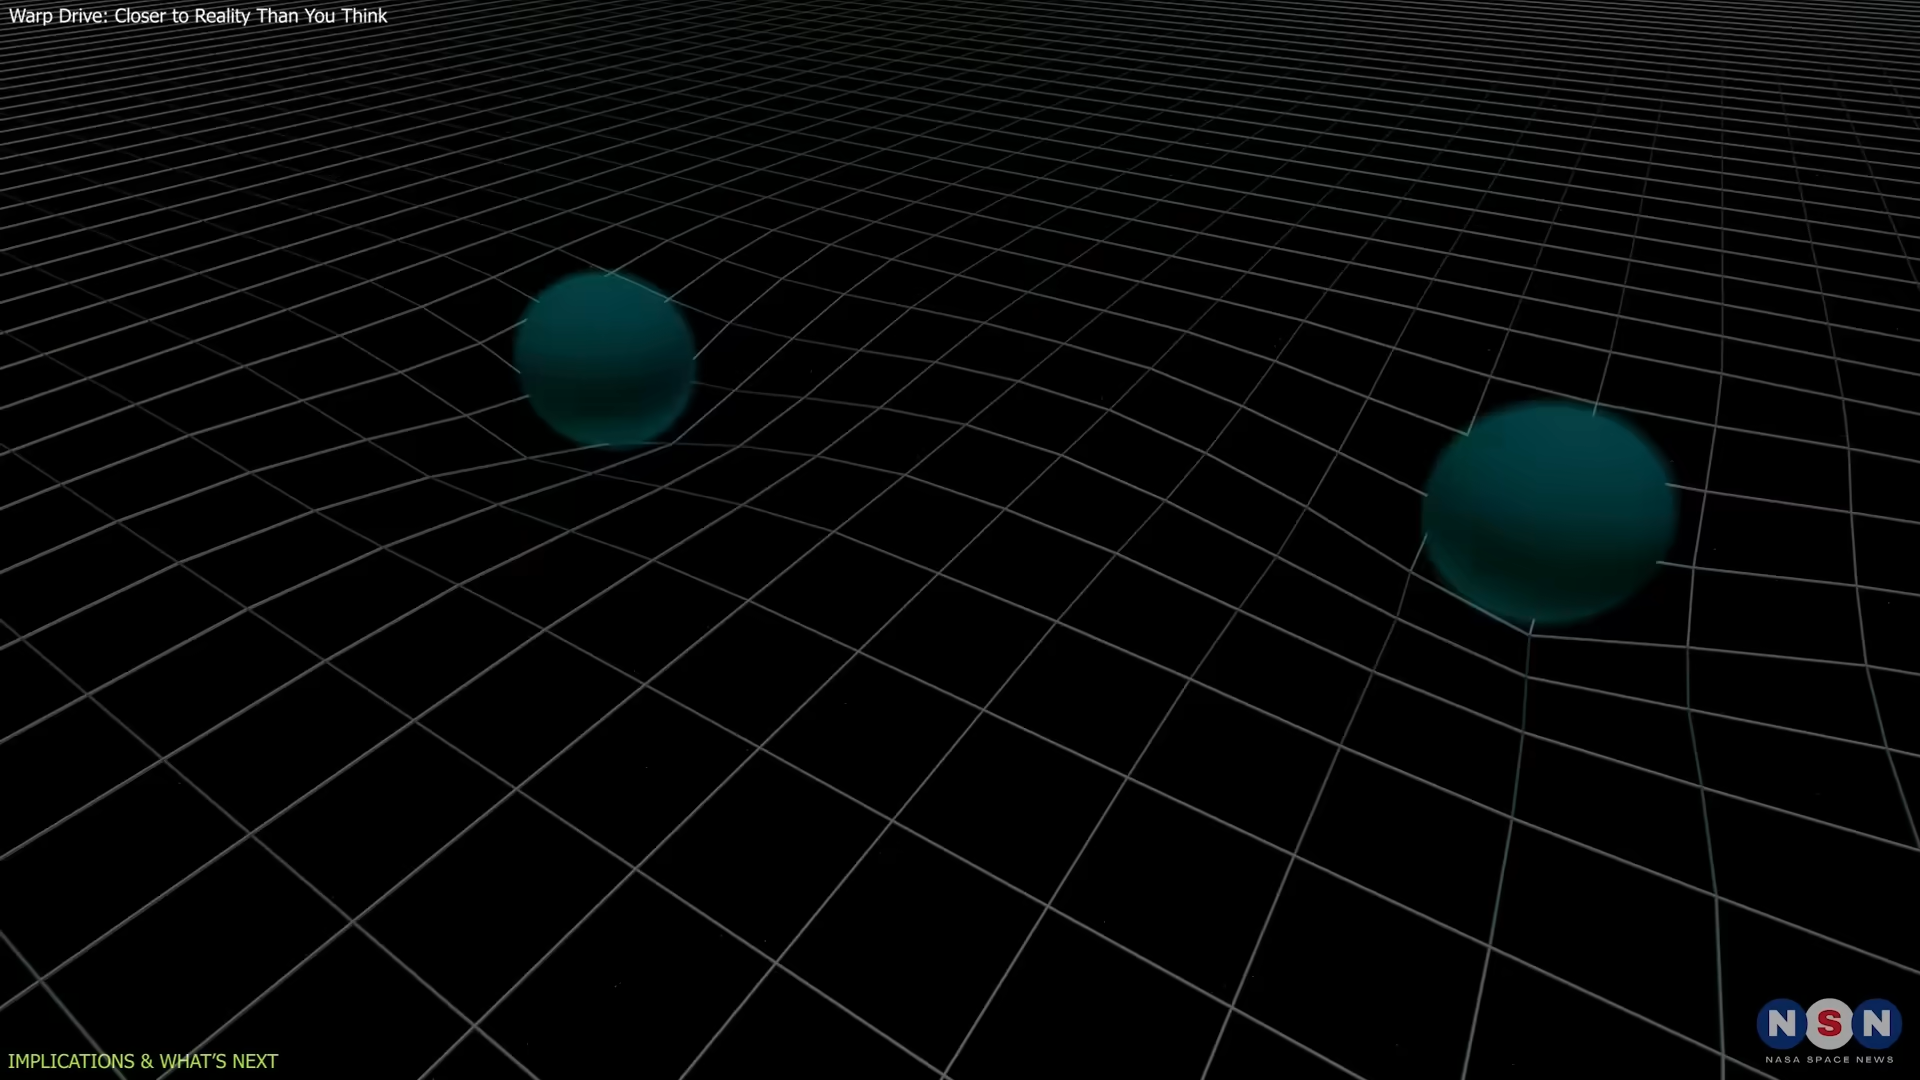 Warp Drive: Closer to Reality Than You Think
NSN
NASA SPACE NEWS
IMPLICATIONS & WHAT'S NEXT